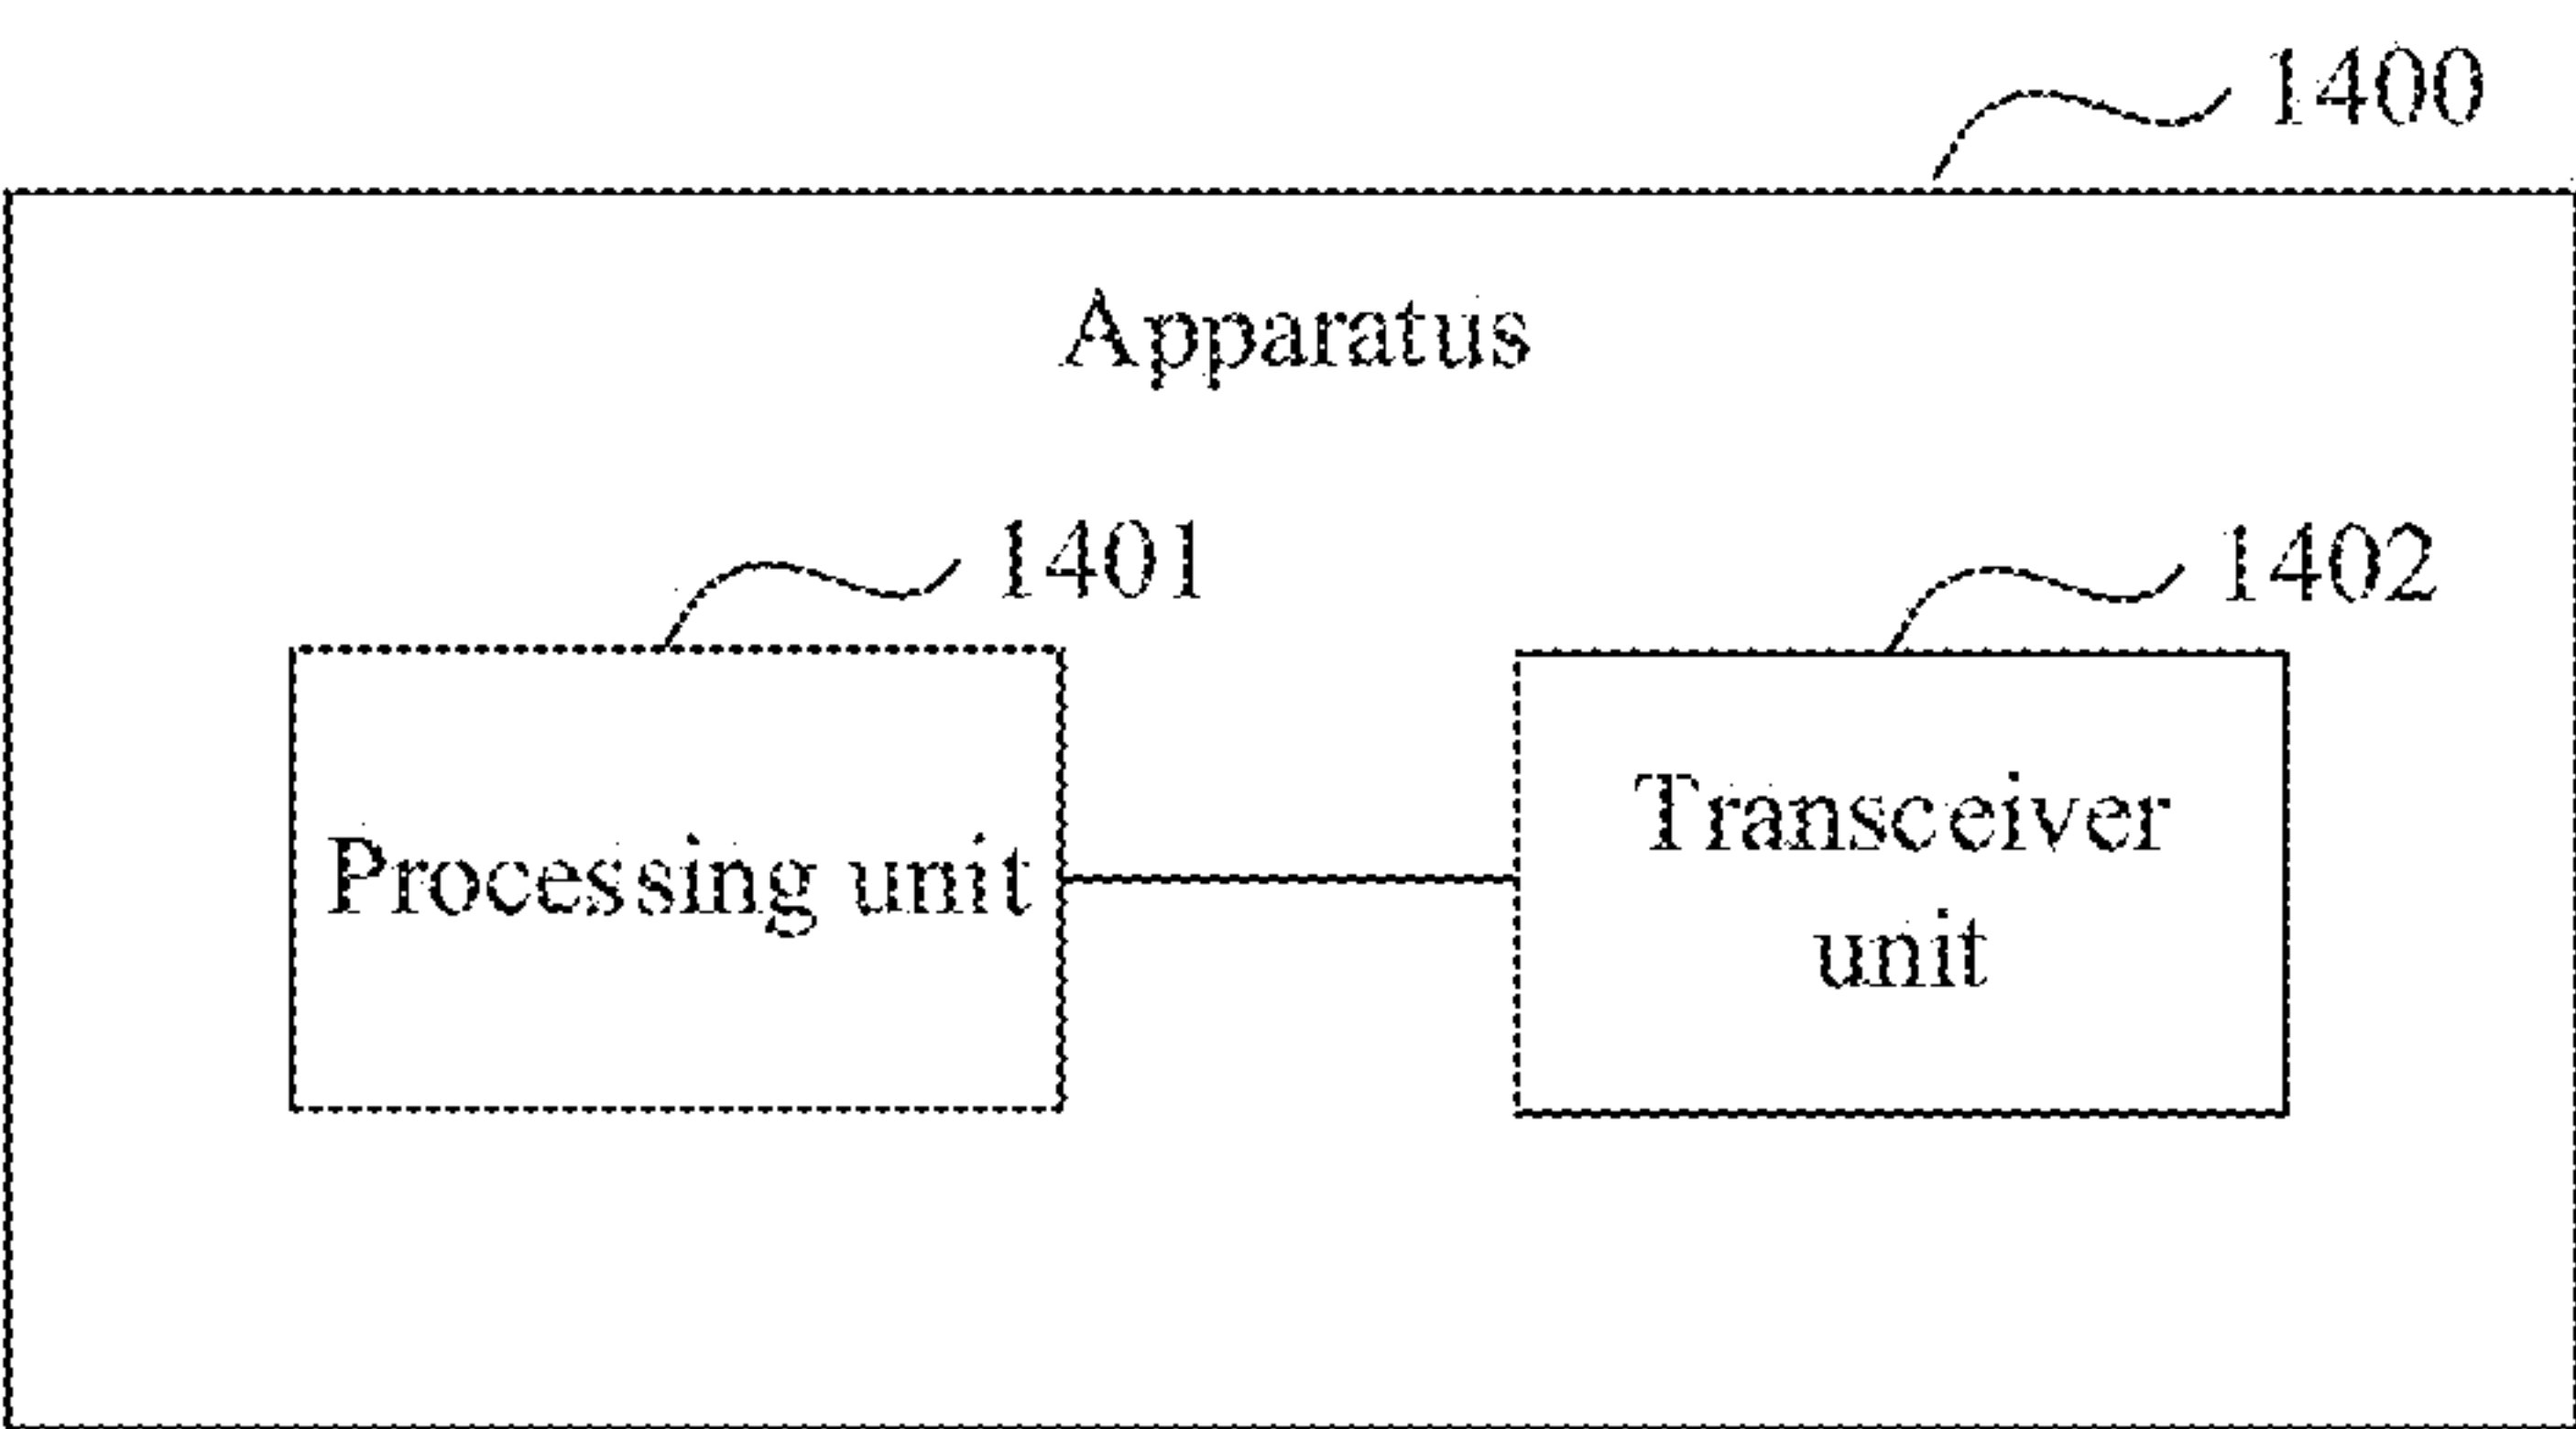 1400
Apparatus
1401
1402
Processing unit
Transceiver
unit